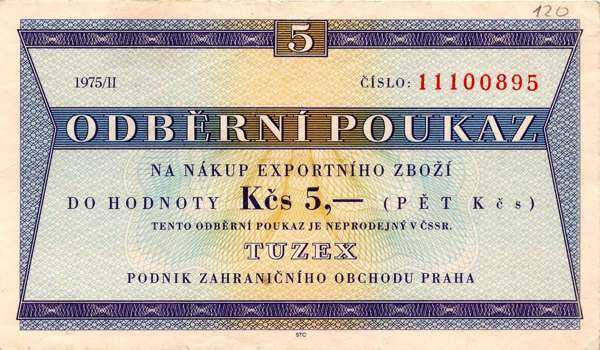 120
5
1975/II ČÍSLO: 11100895
ODBĚRNÍ POUKAZ
NA NÁKUP EXPORTNÍHO ZBOŽÍ
DO HODNOTY Kčs 5,— (PĚT Kčs)
TENTO ODBĚRNÍ POUKAZ JE NEPRODEJNÝ V ČSSR.
TUZEX
PODNIK ZAHRANIČNÍHO OBCHODU PRAHA
STC